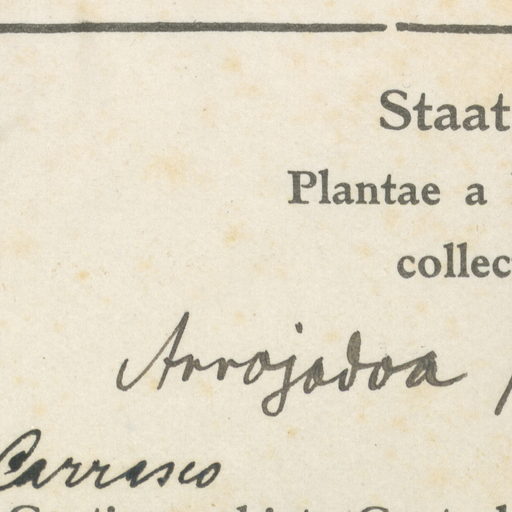 Staat
Plantae a
collec
Arrojadoa
Carrasco